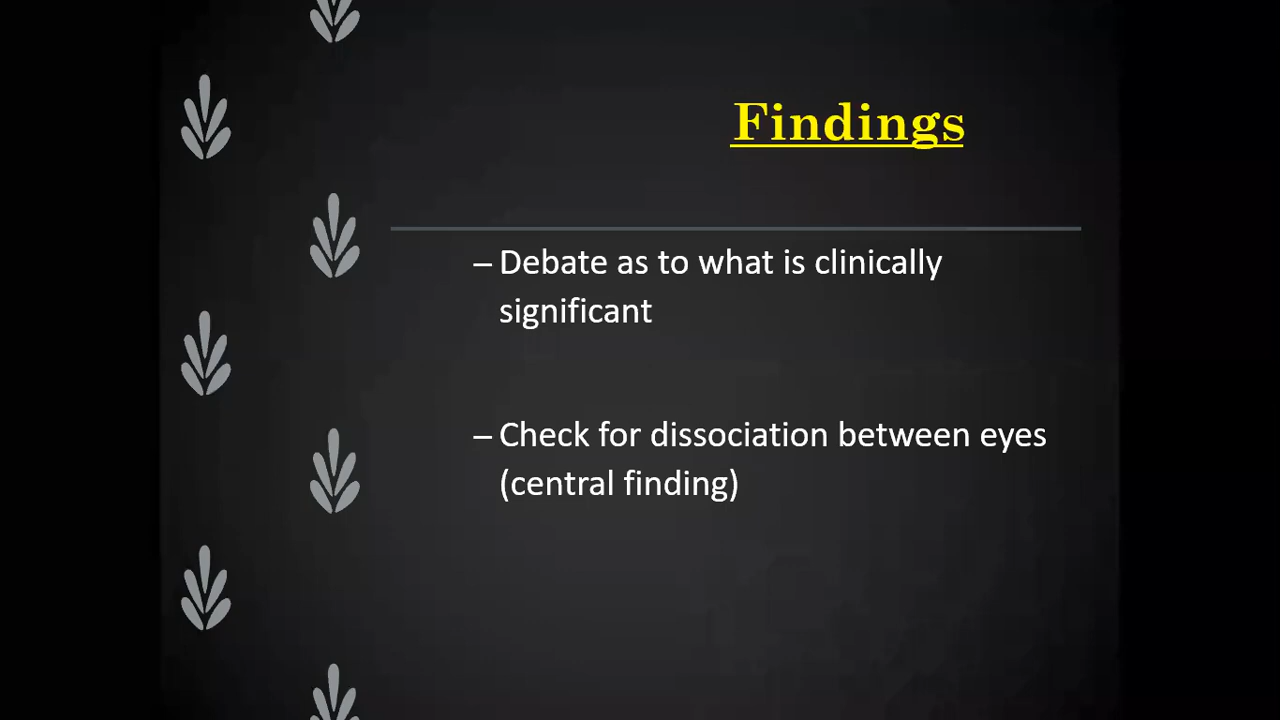 Findings
– Debate as to what is clinically
significant
– Check for dissociation between eyes
(central finding)